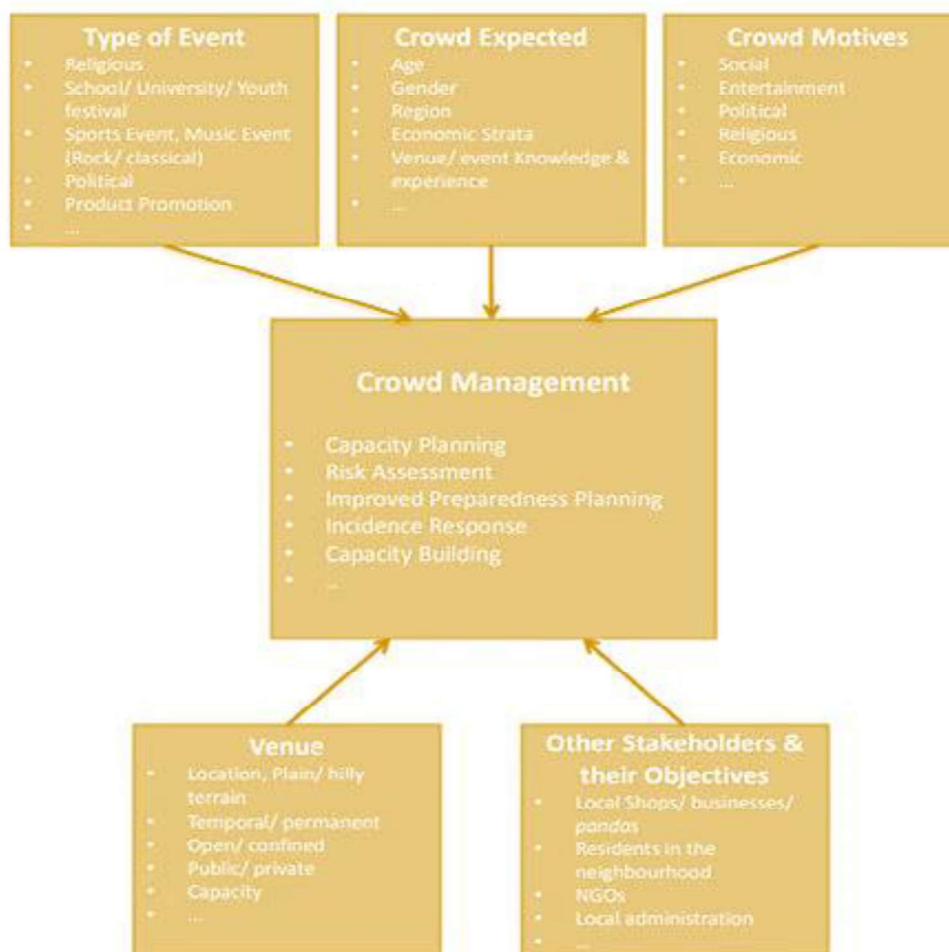 Type of Event
• Religious
• School/ University/ Youth
festival
• Sports Event, Music Event
(Rock/ classical)
• Political
• Product Promotion
• ...
Crowd Expected
• Age
• Gender
• Region
• Economic Strata
• Venue/ event Knowledge &
experience
• ...
Crowd Motives
• Social
• Entertainment
• Political
• Religious
• Economic
• ...
Crowd Management
• Capacity Planning
• Risk Assessment
• Improved Preparedness Planning
• Incidence Response
• Capacity Building
• ...
Venue
• Location, Plain/ hilly
terrain
• Temporal/ permanent
• Open/ confined
• Public/ private
• Capacity
• ...
Other Stakeholders &
their Objectives
• Local Shops/ businesses/
pandas
• Residents in the
neighbourhood
• NGOs
• Local administration
• ...